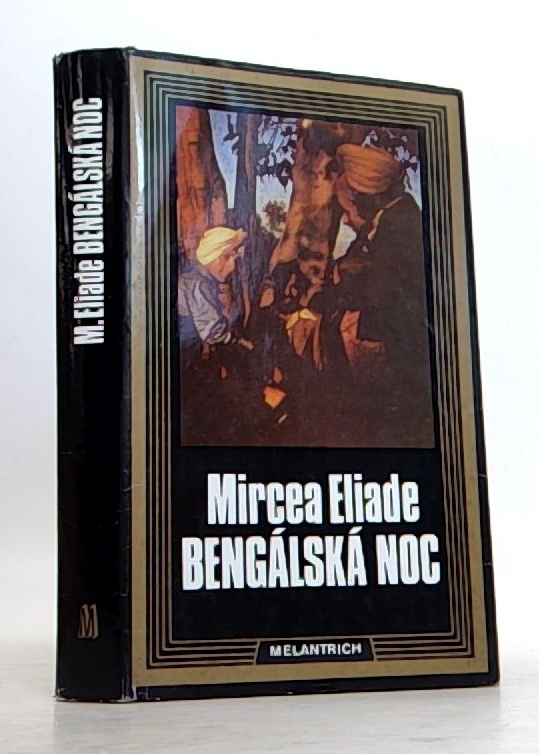 M. Eliade BENGÁLSKÁ NOC
M
Mircea Eliade
BENGÁLSKÁ NOC
MELANTRICH